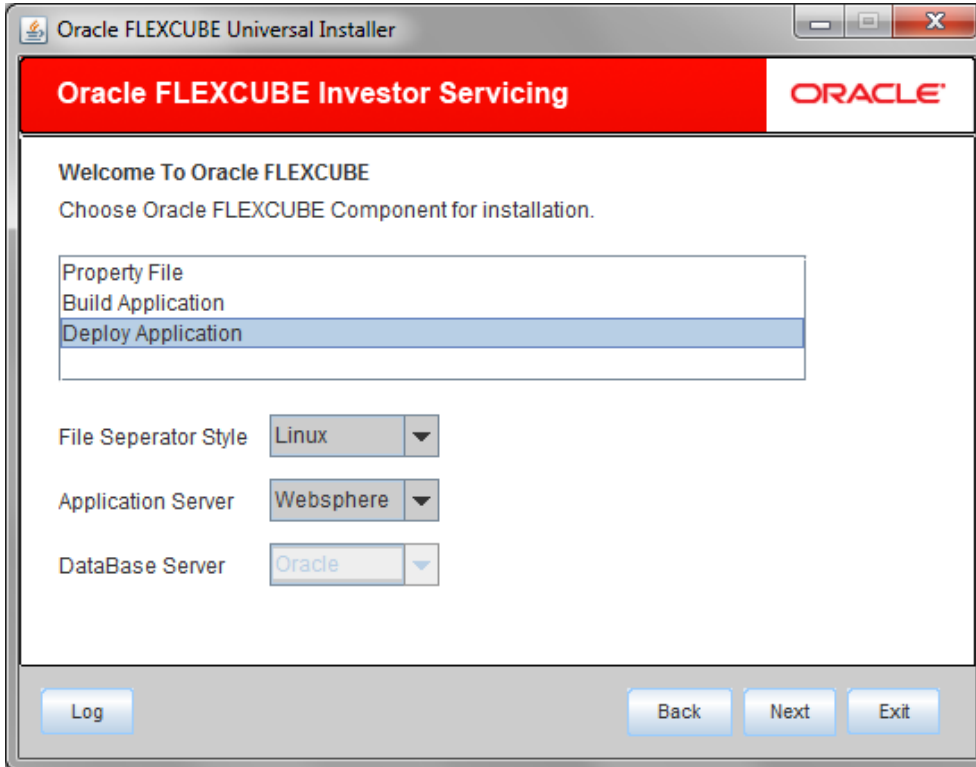 Oracle FLEXCUBE Universal Installer
Oracle FLEXCUBE Investor Servicing
ORACLE
Welcome To Oracle FLEXCUBE
Choose Oracle FLEXCUBE Component for installation.
Property File
Build Application
Deploy Application
File Seperator Style Linux
Application Server Websphere
DataBase Server Oracle
Log Back Next Exit